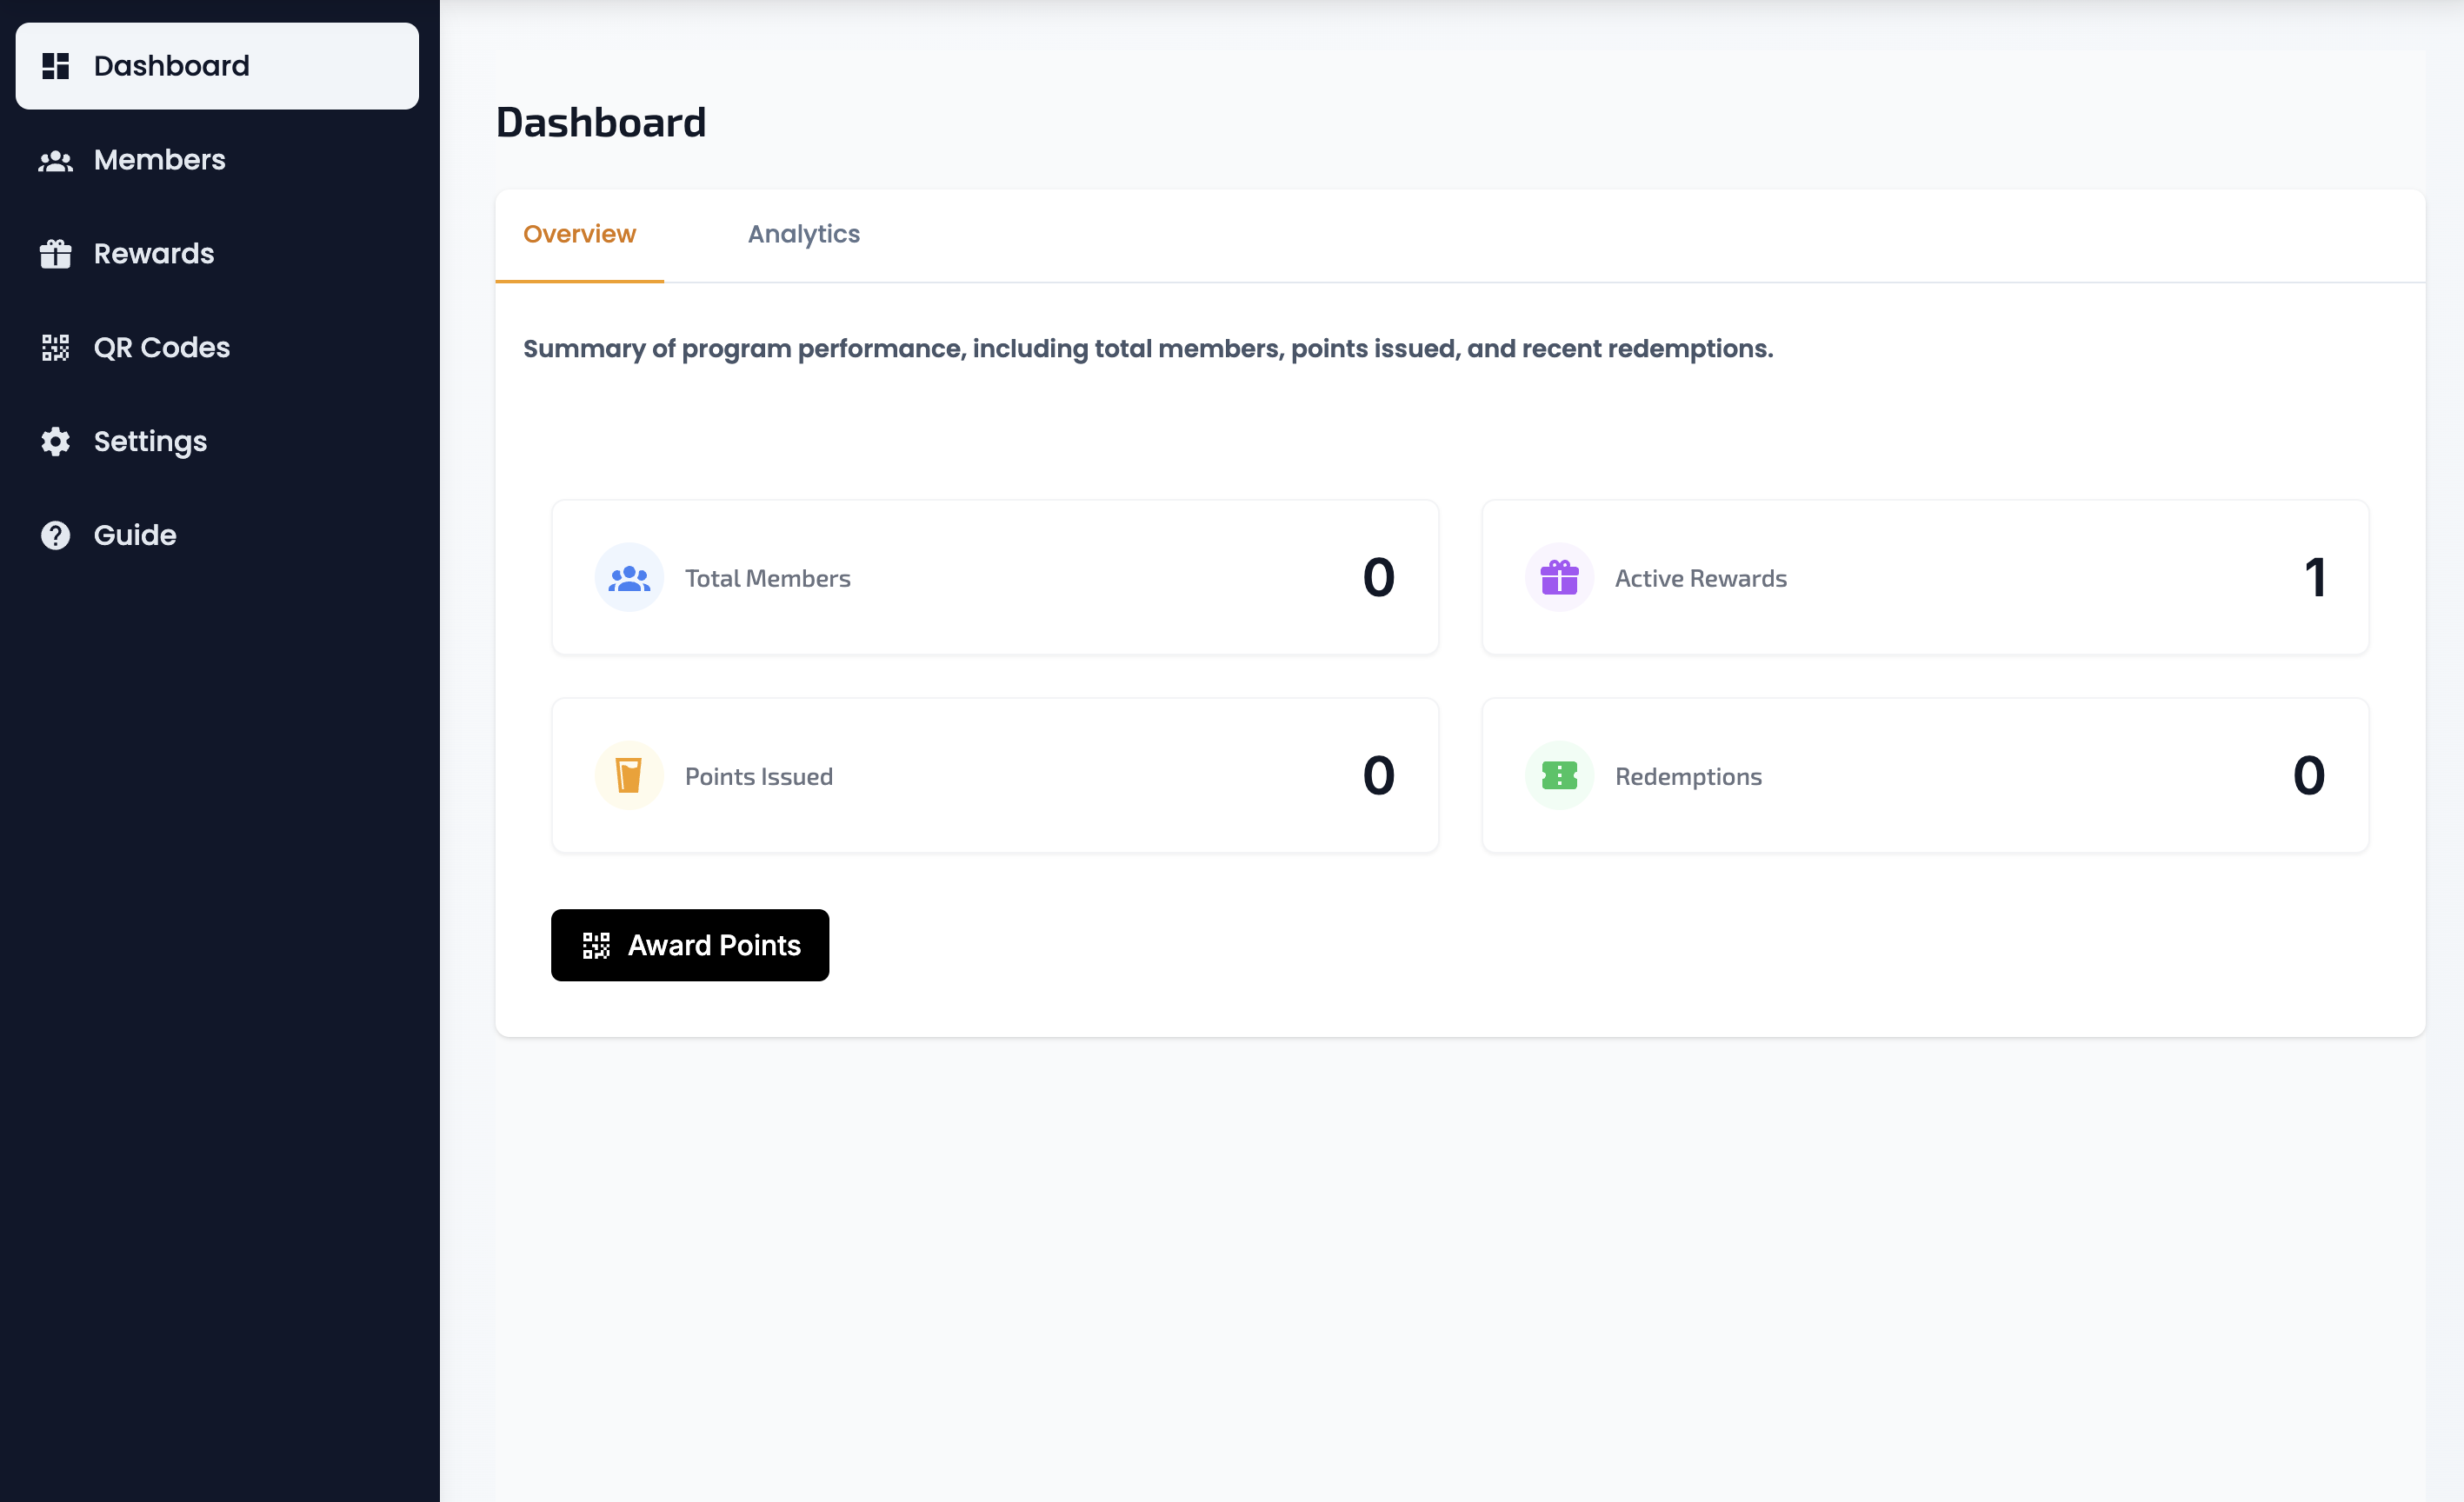 Dashboard
Members
Rewards
QR Codes
Settings
Guide
Dashboard
Overview
Analytics
Summary of program performance, including total members, points issued, and recent redemptions.
Total Members
0
Active Rewards
1
Points Issued
0
Redemptions
0
Award Points